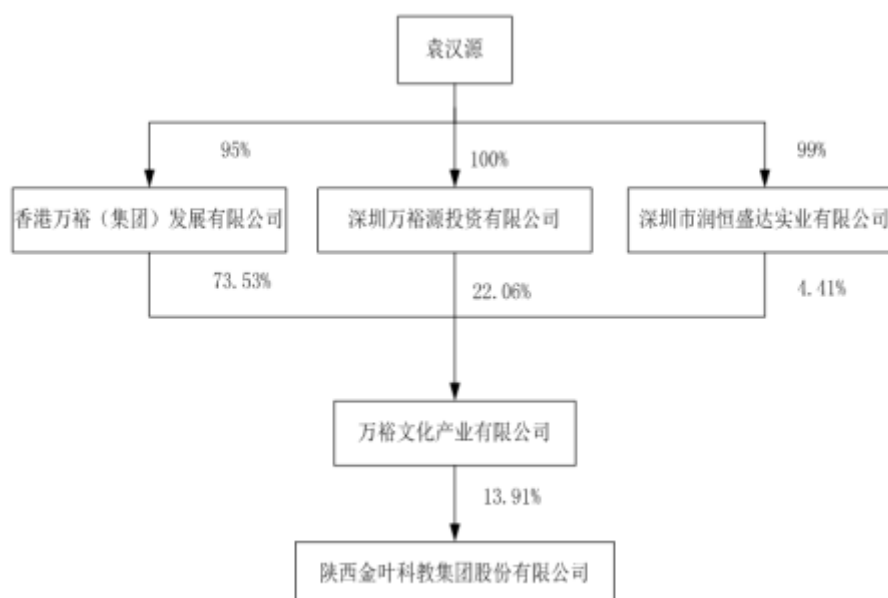 袁汉源
95%
100%
99%
香港万裕（集团）发展有限公司
深圳万裕源投资有限公司
深圳市润恒盛达实业有限公司
73.53%
22.06%
4.41%
万裕文化产业有限公司
13.91%
陕西金叶科教集团股份有限公司